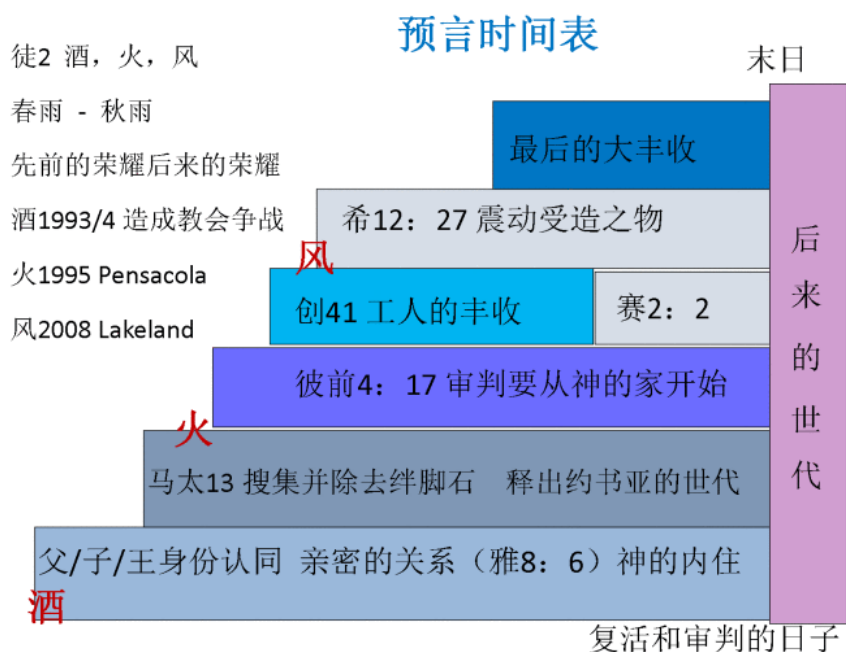 预言时间表
徒2 酒，火，风
春雨 - 秋雨
先前的荣耀后来的荣耀
酒1993/4 造成教会争战
火1995 Pensacola
风2008 Lakeland
末日
最后的大丰收
希12：27 震动受造之物
风
创41 工人的丰收
赛2：2
彼前4：17 审判要从神的家开始
火
马太13 搜集并除去绊脚石 释出约书亚的世代
父/子/王身份认同 亲密的关系（雅8：6）神的内住
酒
后来的世代
复活和审判的日子